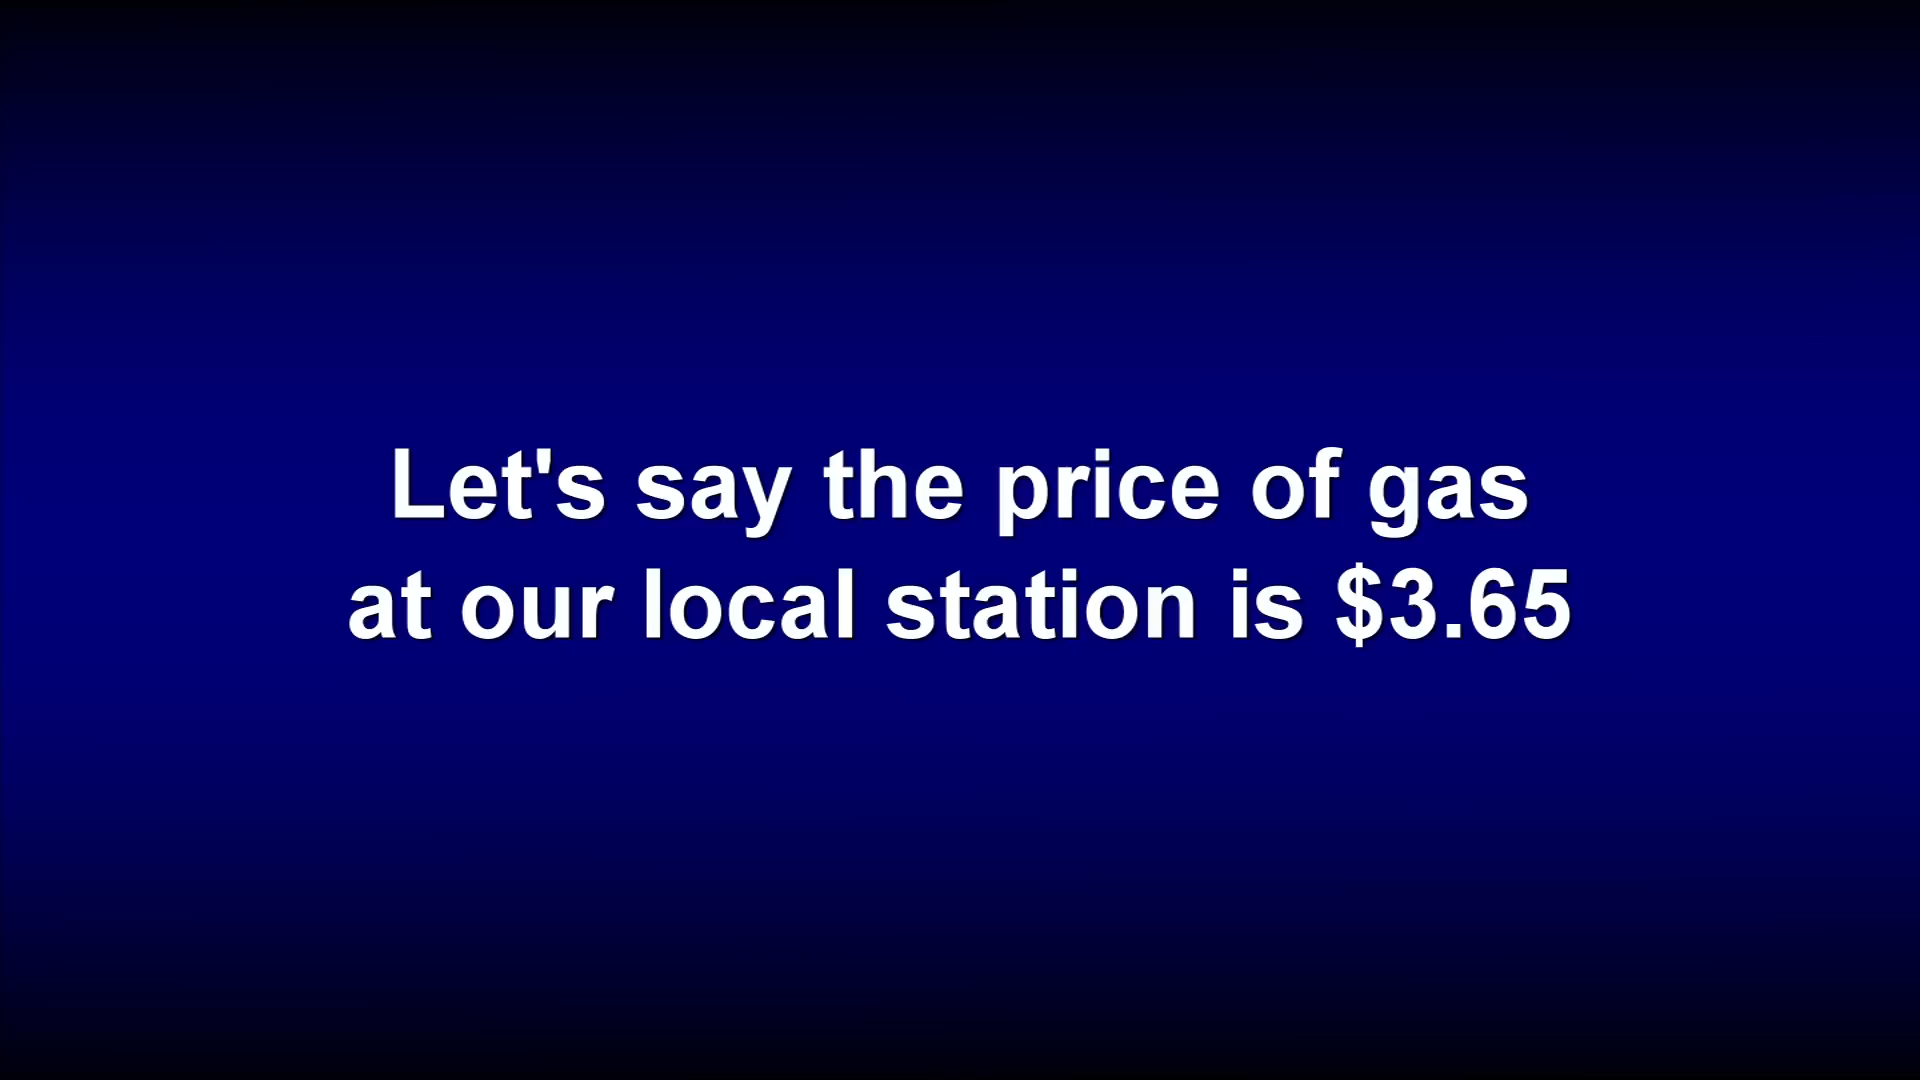 Let's say the price of gas
at our local station is $3.65